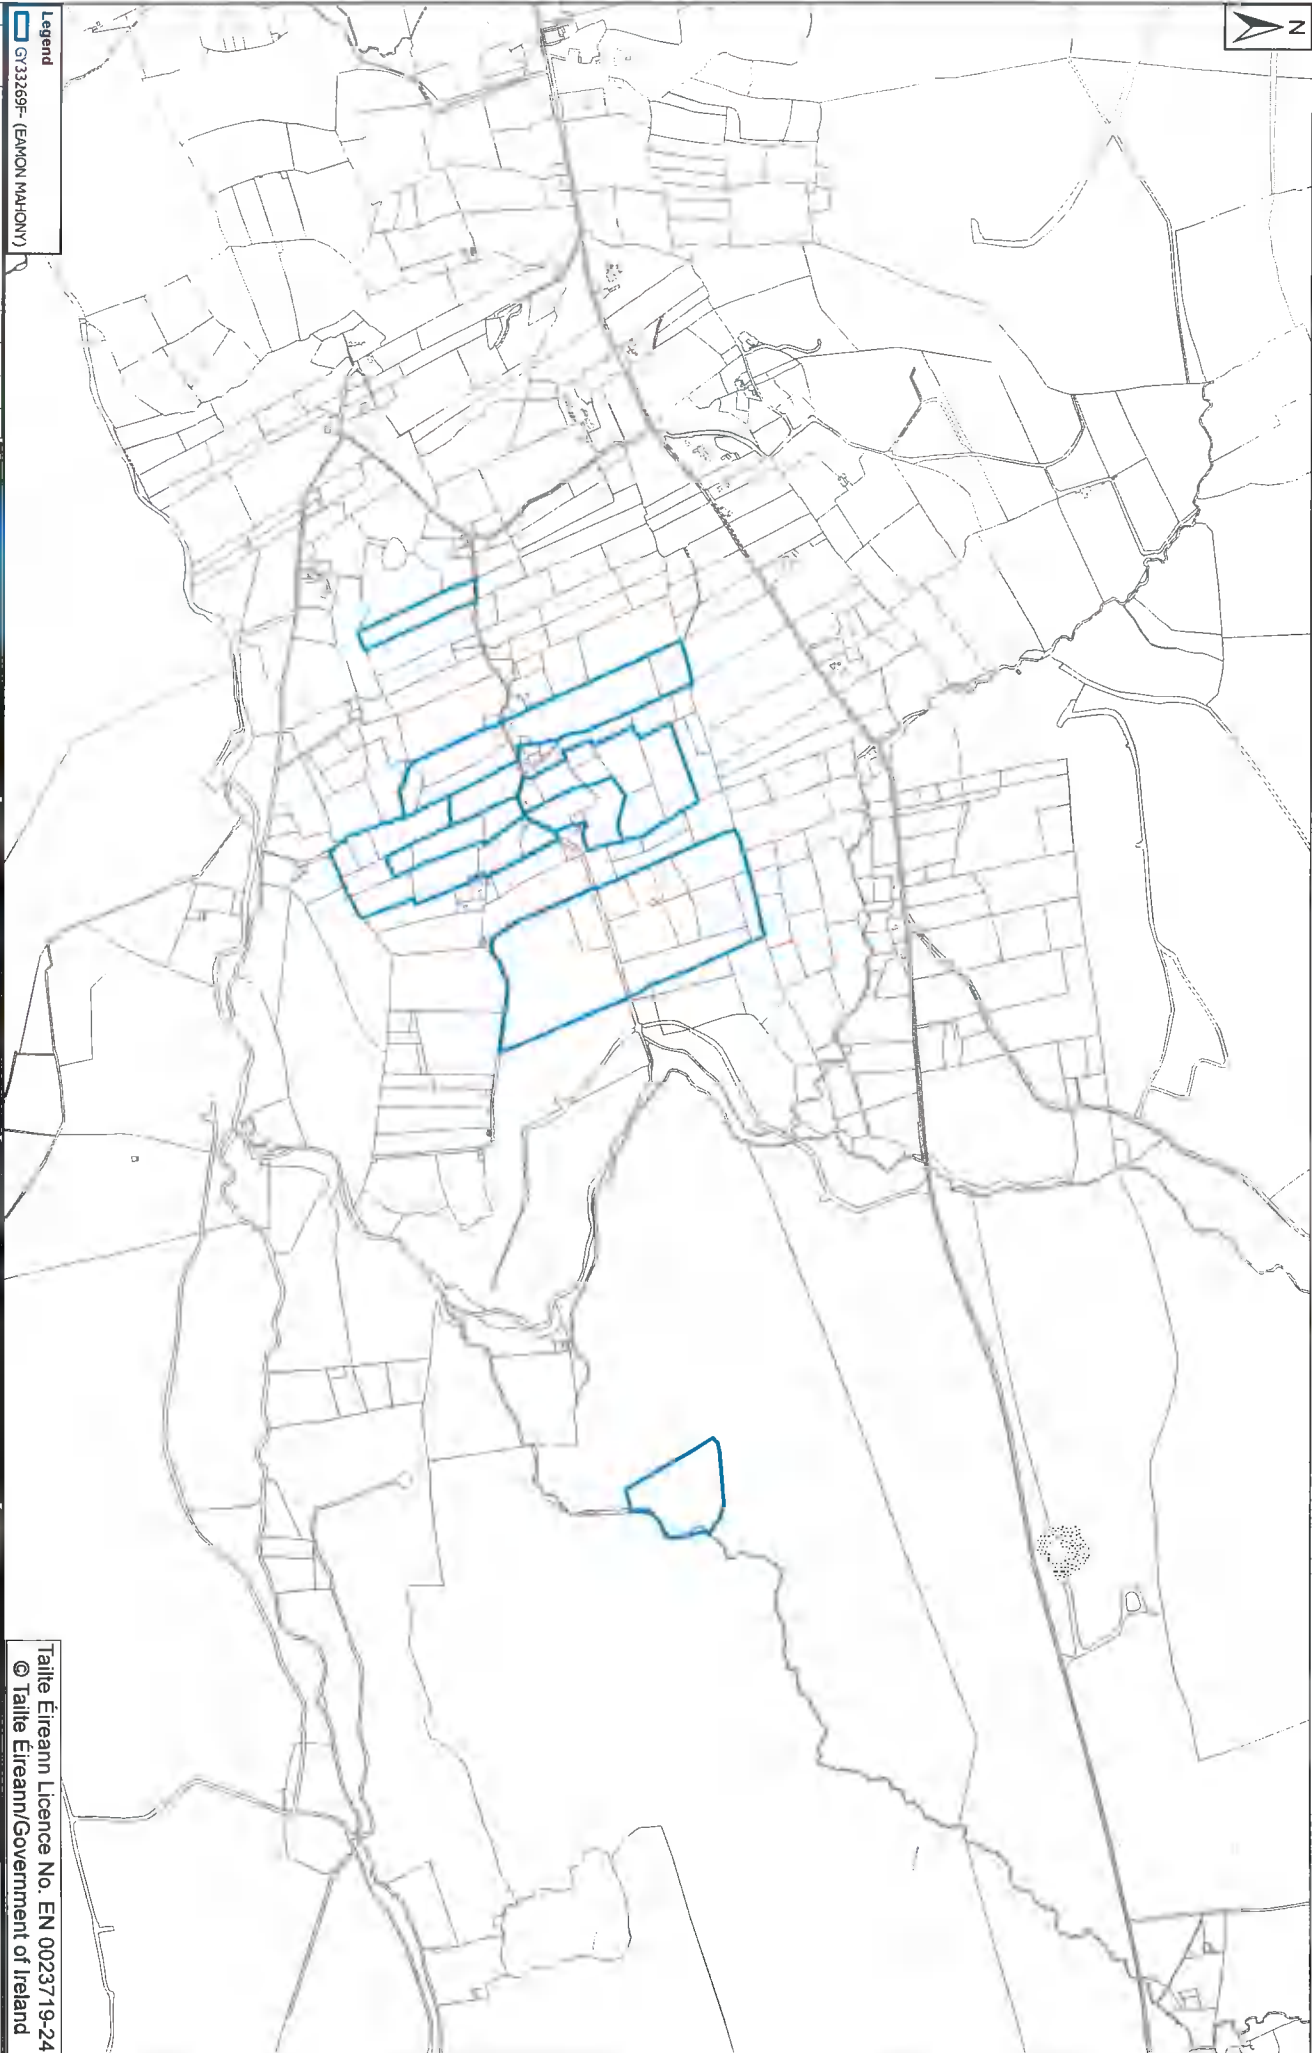 N
Legend
GY33269F- (EAMON MAHONY)
Tailte Éireann Licence No. EN 0023719-24
© Tailte Éireann/Government of Ireland